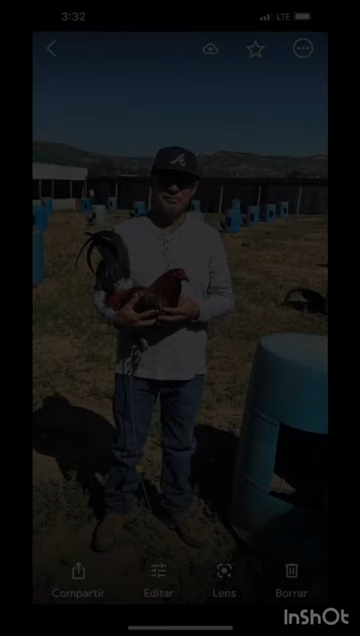 3:32
LTE
A
Compartir
Editar
Lens
Borrar
InShOt